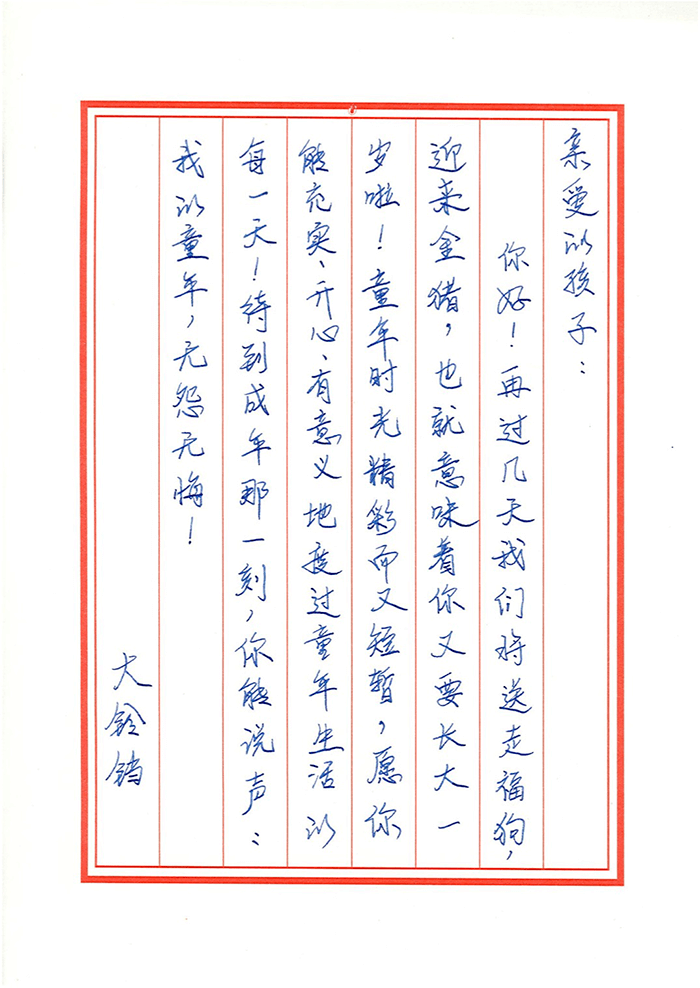 亲爱的孩子：
你好！再过几天我们将送走福狗，
迎来金猪，也就意味着你又要长大一
岁啦！童年时光精彩而又短暂，愿你
能充实、开心、有意义地度过童年生活的
每一天！待到成年那一刻，你能说声：
我的童年，无怨无悔！
大铃铛